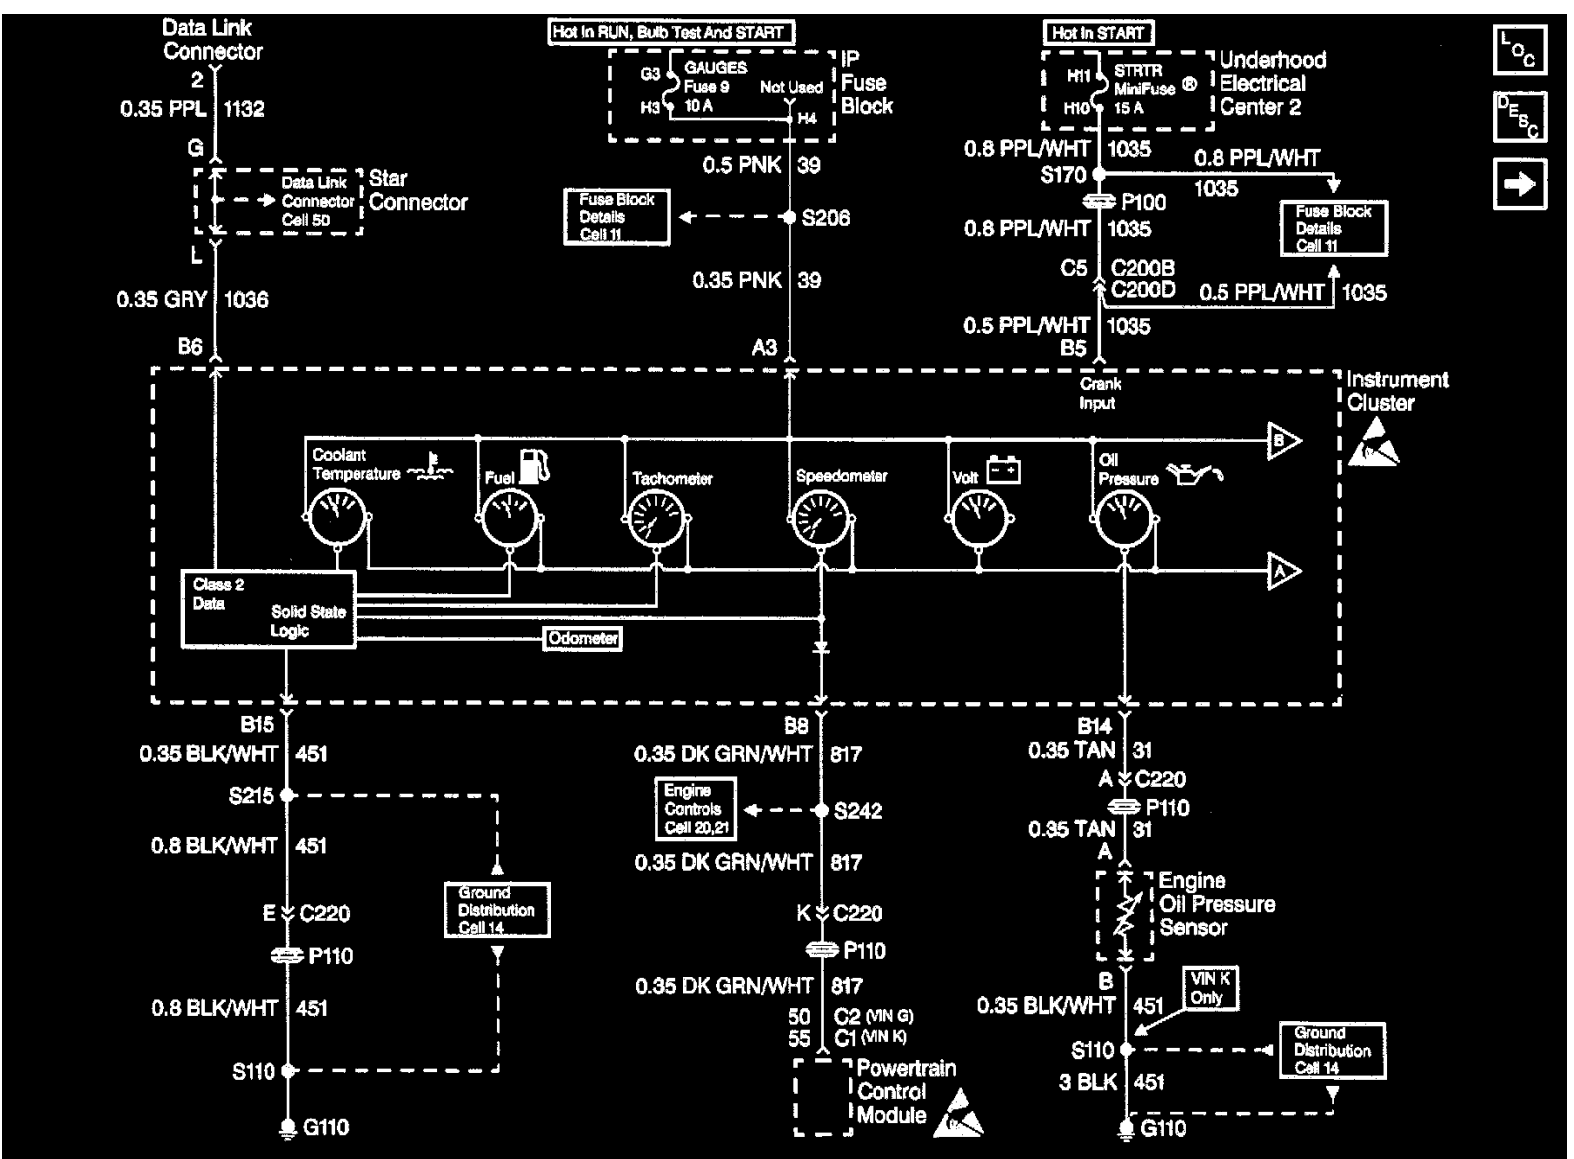 Data Link
Connector
2
0.35 PPL 1132
G
Data Link
Connector
Cell 50
Star
Connector
L
0.35 GRY 1036
B6
Hot In RUN, Bulb Test And START
G3
GAUGES
Fuse 9
10 A
H3
Not Used
H4
IP
Fuse
Block
0.5 PNK 39
Fuse Block
Details
Cell 11
S206
0.35 PNK 39
A3
Hot In START
H11
STRTR
MiniFuse ®
15 A
H10
Underhood
Electrical
Center 2
0.8 PPL/WHT 1035
S170
0.8 PPL/WHT
1035
P100
0.8 PPL/WHT 1035
Fuse Block
Details
Cell 11
C5 C200B
C200D
0.5 PPL/WHT 1035
0.5 PPL/WHT 1035
B5
L O C
D E S C
Crank
Input
Instrument
Cluster
B
Coolant
Temperature
Fuel
Tachometer
Speedometer
Volt
Oil
Pressure
A
Class 2
Data
Solid State
Logic
Odometer
B15
0.35 BLK/WHT 451
S215
0.8 BLK/WHT 451
Ground
Distribution
Cell 14
E C220
P110
0.8 BLK/WHT 451
S110
G110
B8
0.35 DK GRN/WHT 817
Engine
Controls
Cell 20,21
S242
0.35 DK GRN/WHT 817
K C220
P110
0.35 DK GRN/WHT 817
50 C2 (VIN G)
55 C1 (VIN K)
Powertrain
Control
Module
B14
0.35 TAN 31
A C220
P110
0.35 TAN 31
A
Engine
Oil Pressure
Sensor
B
VIN K
Only
0.35 BLK/WHT 451
S110
Ground
Distribution
Cell 14
3 BLK 451
G110